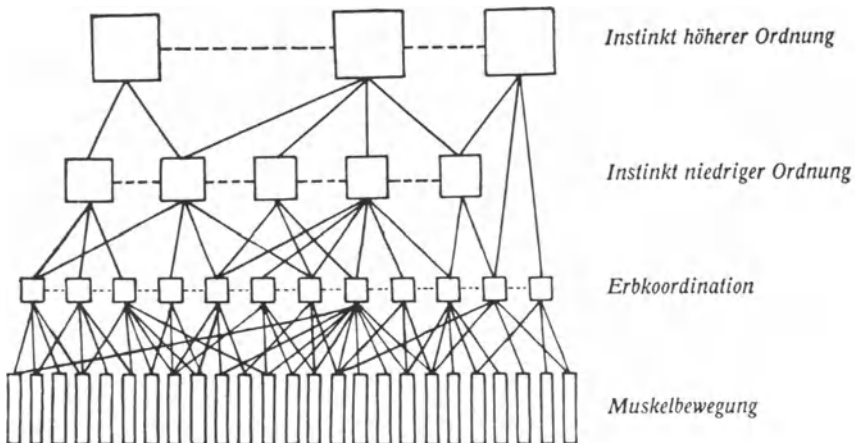 Instinkt höherer Ordnung
Instinkt niedriger Ordnung
Erbkoordination
Muskelbewegung